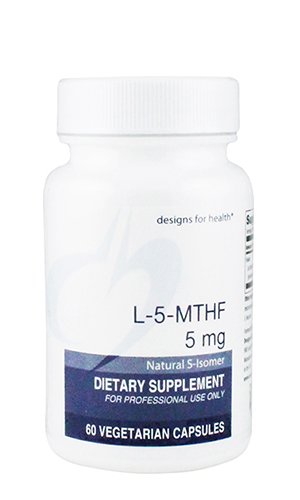 designs for health®
L-5-MTHF
5 mg
Natural S-Isomer
DIETARY SUPPLEMENT
FOR PROFESSIONAL USE ONLY
60 VEGETARIAN CAPSULES